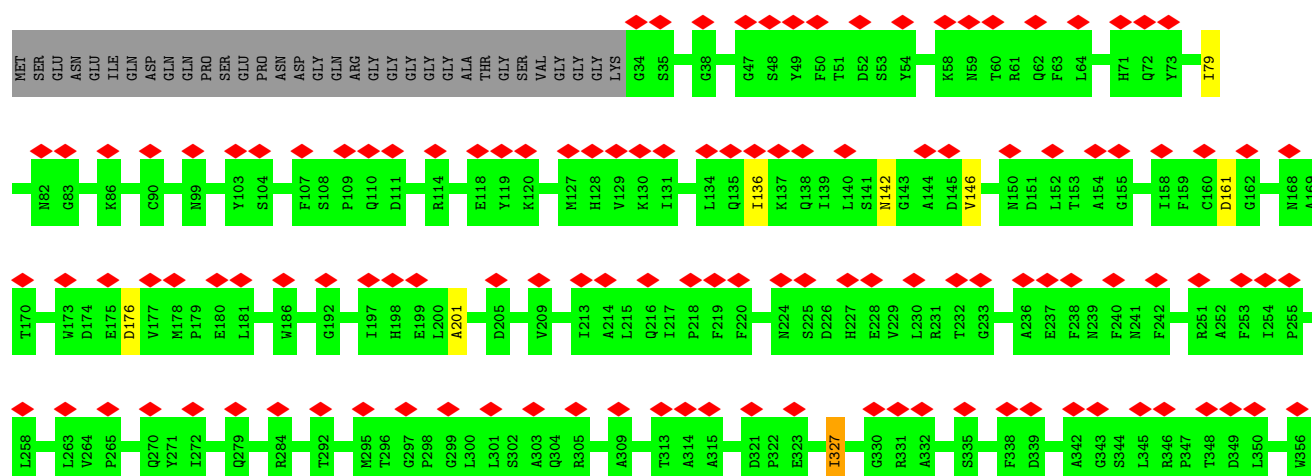 MET SER GLU ASN GLU ILE GLN ASP GLN GLN PRO SER GLU PRO ASN ASP GLY GLN ARG GLY GLY GLY GLY GLY ALA THR GLY SER VAL GLY GLY GLY LYS G34 S35 G38 G47 S48 Y49 F50 T51 D52 S53 Y54 K58 N59 T60 R61 Q62 F63 L64 H71 Q72 Y73 I79
N82 G83 K86 C90 N99 Y103 S104 F107 S108 P109 Q110 D111 R114 E118 Y119 K120 M127 H128 V129 K130 I131 L134 Q135 I136 K137 Q138 I139 L140 S141 N142 G143 A144 D145 V146 N150 D151 L152 T153 A154 G155 I158 F159 C160 D161 G162 N168 A169
T170 W173 D174 E175 D176 V177 M178 P179 E180 L181 W186 G192 I197 H198 E199 L200 A201 D205 V209 I213 A214 L215 Q216 I217 P218 F219 F220 N224 S225 D226 H227 E228 V229 L230 R231 T232 G233 A236 E237 F238 N239 F240 N241 F242 R251 A252 F253 I254 P255
L258 L263 V264 P265 Q270 Y271 I272 Q279 R284 T292 M295 T296 G297 P298 G299 L300 L301 S302 A303 Q304 R305 A309 T313 A314 A315 D321 P322 E323 I327 G330 R331 A332 S335 F338 D339 A342 G343 S344 L345 R346 P347 T348 D349 L350 N356